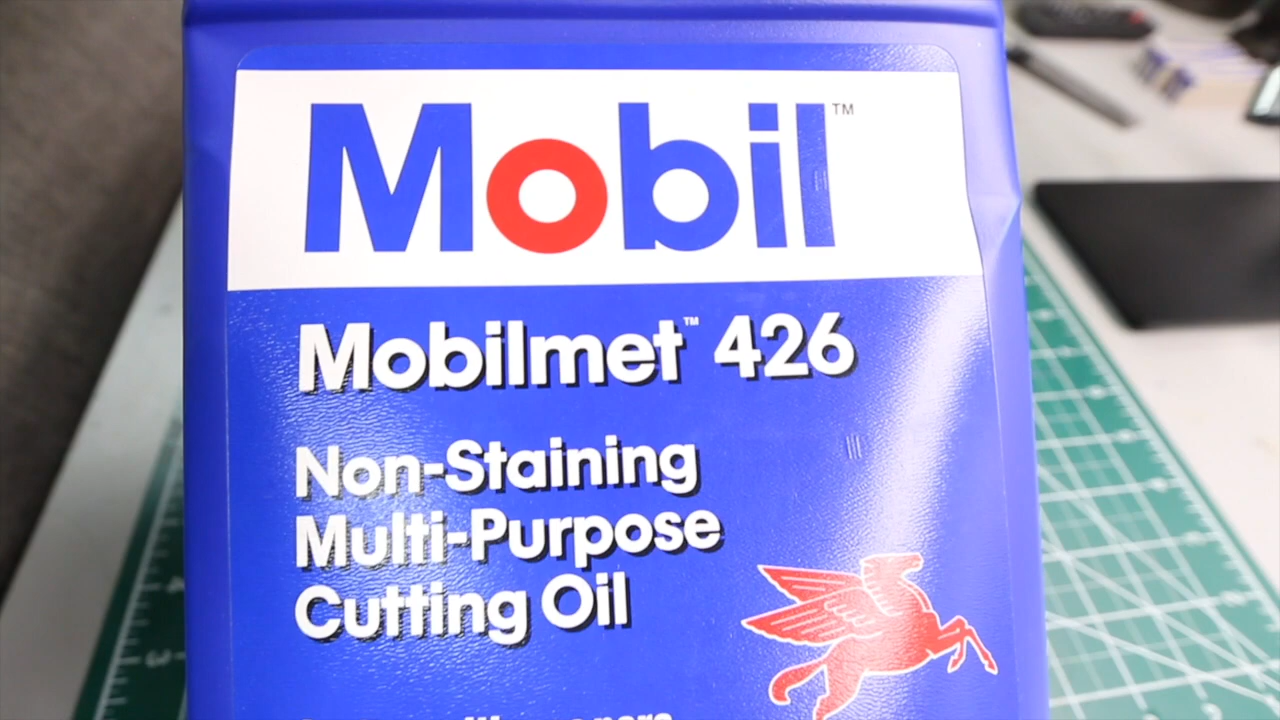 Mobil™
Mobilmet™ 426
Non-Staining
Multi-Purpose
Cutting Oil